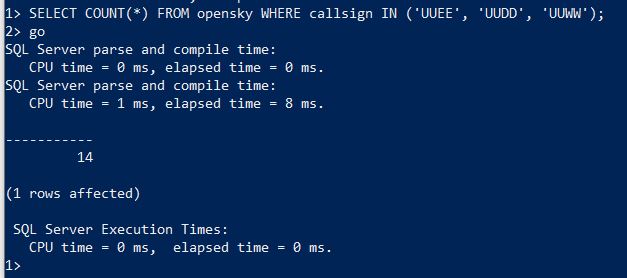 1> SELECT COUNT(*) FROM opensky WHERE callsign IN ('UUEE', 'UUDD', 'UUWW');
2> go
SQL Server parse and compile time:
   CPU time = 0 ms, elapsed time = 0 ms.
SQL Server parse and compile time:
   CPU time = 1 ms, elapsed time = 8 ms.

-----------
         14

(1 rows affected)

 SQL Server Execution Times:
   CPU time = 0 ms,  elapsed time = 0 ms.
1>